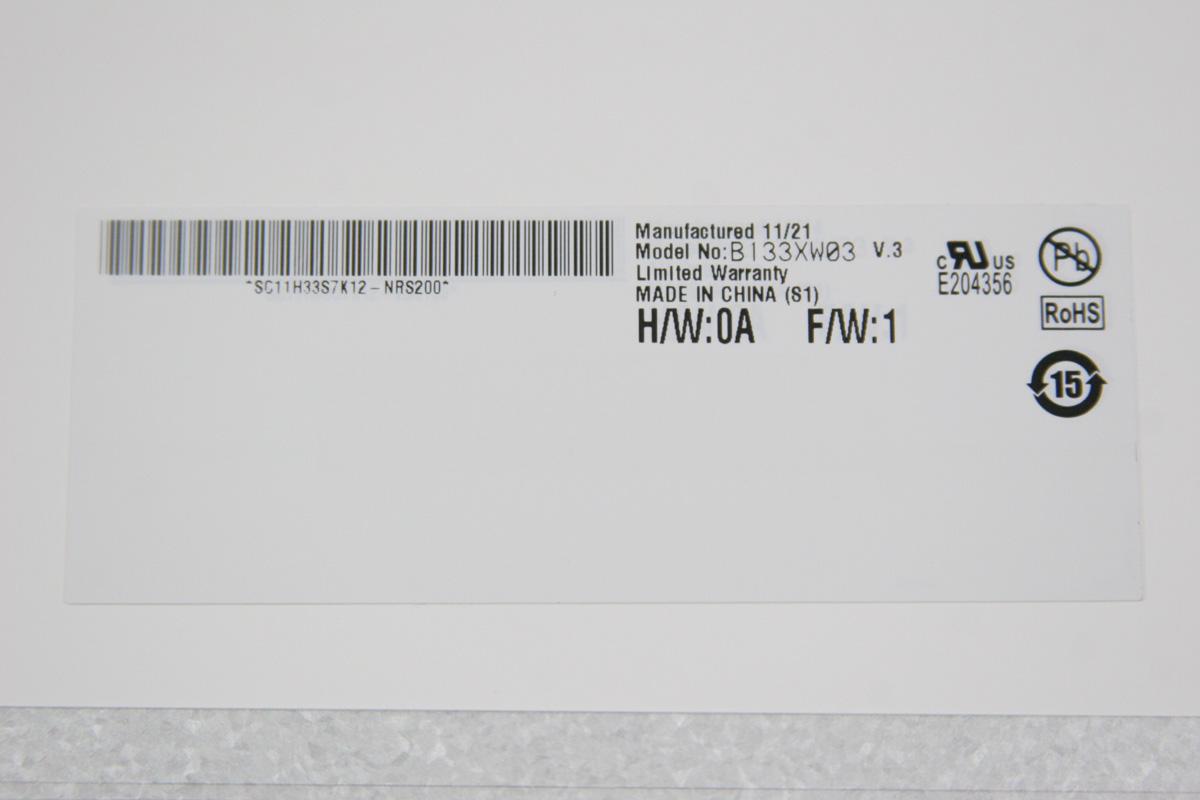 *SC11H33S7K12-NRS200*
Manufactured 11/21
Model No:B133XW03 V.3
Limited Warranty
MADE IN CHINA (S1)
H/W:0A F/W:1
c RU US
E204356
Pb
RoHS
15